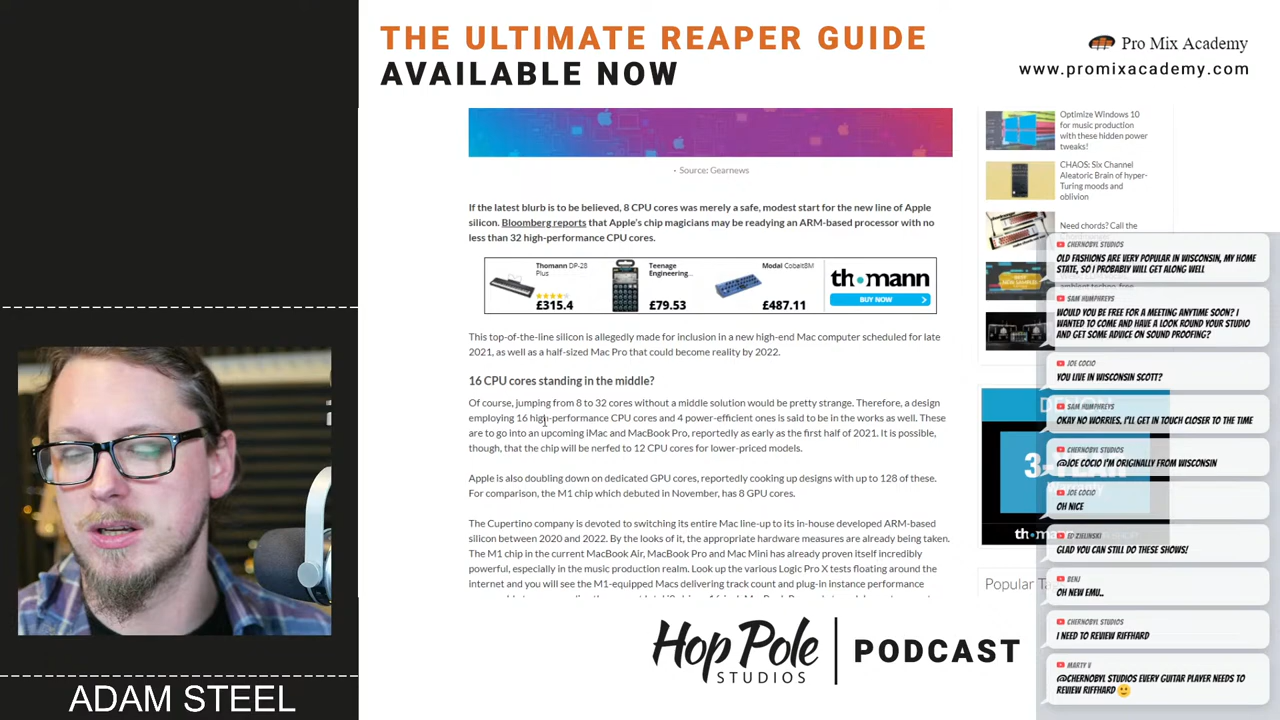 THE ULTIMATE REAPER GUIDE
AVAILABLE NOW
Pro Mix Academy
www.promixacademy.com
· Source: Gearnews
If the latest blurb is to be believed, 8 CPU cores was merely a safe, modest start for the new line of Apple
silicon. Bloomberg reports that Apple's chip magicians may be readying an ARM-based processor with no
less than 32 high-performance CPU cores.
Thomann DP-28
Plus
£315.4
Teenage
Engineering...
£79.53
Modal Cobalt8M
£487.11
th·mann
BUY NOW
This top-of-the-line silicon is allegedly made for inclusion in a new high-end Mac computer scheduled for late
2021, as well as a half-sized Mac Pro that could become reality by 2022.
16 CPU cores standing in the middle?
Of course, jumping from 8 to 32 cores without a middle solution would be pretty strange. Therefore, a design
employing 16 high-performance CPU cores and 4 power-efficient ones is said to be in the works as well. These
are to go into an upcoming iMac and MacBook Pro, reportedly as early as the first half of 2021. It is possible,
though, that the chip will be nerfed to 12 CPU cores for lower-priced models.
Apple is also doubling down on dedicated GPU cores, reportedly cooking up designs with up to 128 of these.
For comparison, the M1 chip which debuted in November, has 8 GPU cores.
The Cupertino company is devoted to switching its entire Mac line-up to its in-house developed ARM-based
silicon between 2020 and 2022. By the looks of it, the appropriate hardware measures are already being taken.
The M1 chip in the current MacBook Air, MacBook Pro and Mac Mini has already proven itself incredibly
powerful, especially in the music production realm. Look up the various Logic Pro X tests floating around the
internet and you will see the M1-equipped Macs delivering track count and plug-in instance performance
Optimize Windows 10
for music production
with these hidden power
tweaks!
CHAOS: Six Channel
Aleatoric Brain of hyper-
Turing moods and
oblivion
Need chords? Call the
3-YEAR
th·mann
Popular Ta
CHERNOBYL STUDIOS
OLD FASHIONS ARE VERY POPULAR IN WISCONSIN, MY HOME
STATE, SO I PROBABLY WILL GET ALONG WELL
SAM HUMPHREYS
WOULD YOU BE FREE FOR A MEETING ANYTIME SOON? I
WANTED TO COME AND HAVE A LOOK ROUND YOUR STUDIO
AND GET SOME ADVICE ON SOUND PROOFING?
JOE COCIO
YOU LIVE IN WISCONSIN SCOTT?
SAM HUMPHREYS
OKAY NO WORRIES, I'LL GET IN TOUCH CLOSER TO THE TIME
CHERNOBYL STUDIOS
@JOE COCIO I'M ORIGINALLY FROM WISCONSIN
JOE COCIO
OH NICE
ED ZIELINSKI
GLAD YOU CAN STILL DO THESE SHOWS!
BENJ
OH NEW EMU..
CHERNOBYL STUDIOS
I NEED TO REVIEW RIFFHARD
MARTY V
@CHERNOBYL STUDIOS EVERY GUITAR PLAYER NEEDS TO
REVIEW RIFFHARD
Hop Pole
STUDIOS
PODCAST
ADAM STEEL